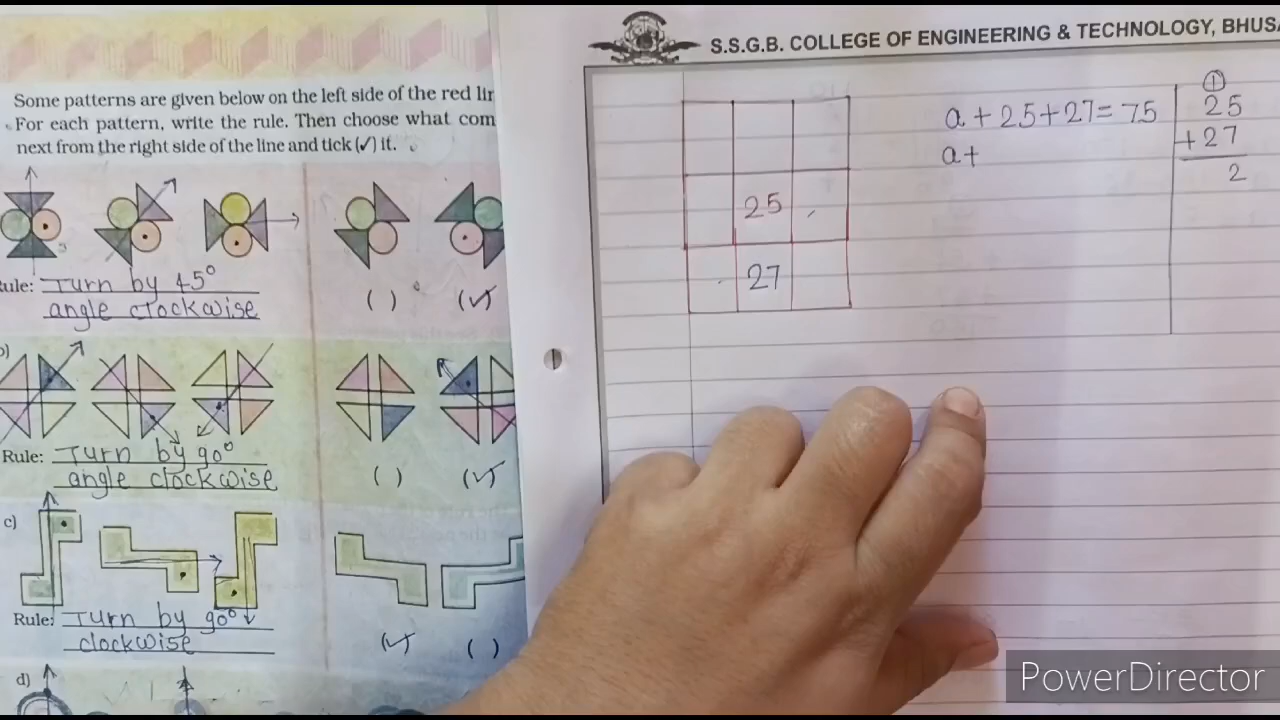 Some patterns are given below on the left side of the red lin
For each pattern, write the rule. Then choose what com
next from the right side of the line and tick (✓) it.
Rule: Turn by 45°
angle clockwise
( ) (✓)
b)
Rule: Turn by 90°
angle clockwise
( ) (✓)
c)
Rule: Turn by 90°
clockwise
(✓) ( )
d)
S.S.G.B. COLLEGE OF ENGINEERING & TECHNOLOGY, BHUSA
25
27
a + 25 + 27 = 75
a +
1
25
+ 27
2
PowerDirector